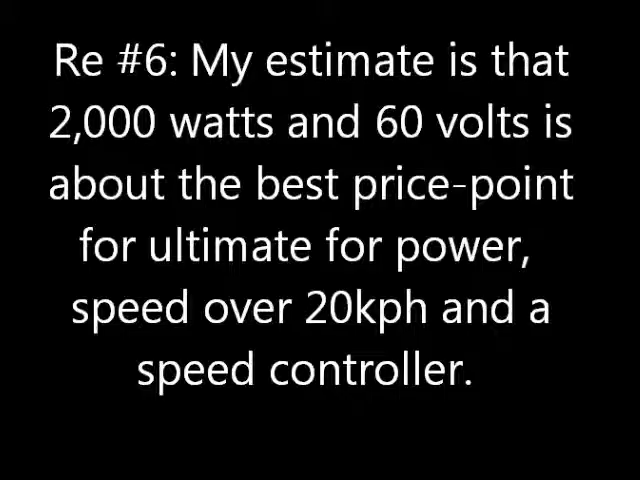 Re #6: My estimate is that
2,000 watts and 60 volts is
about the best price-point
for ultimate for power,
speed over 20kph and a
speed controller.